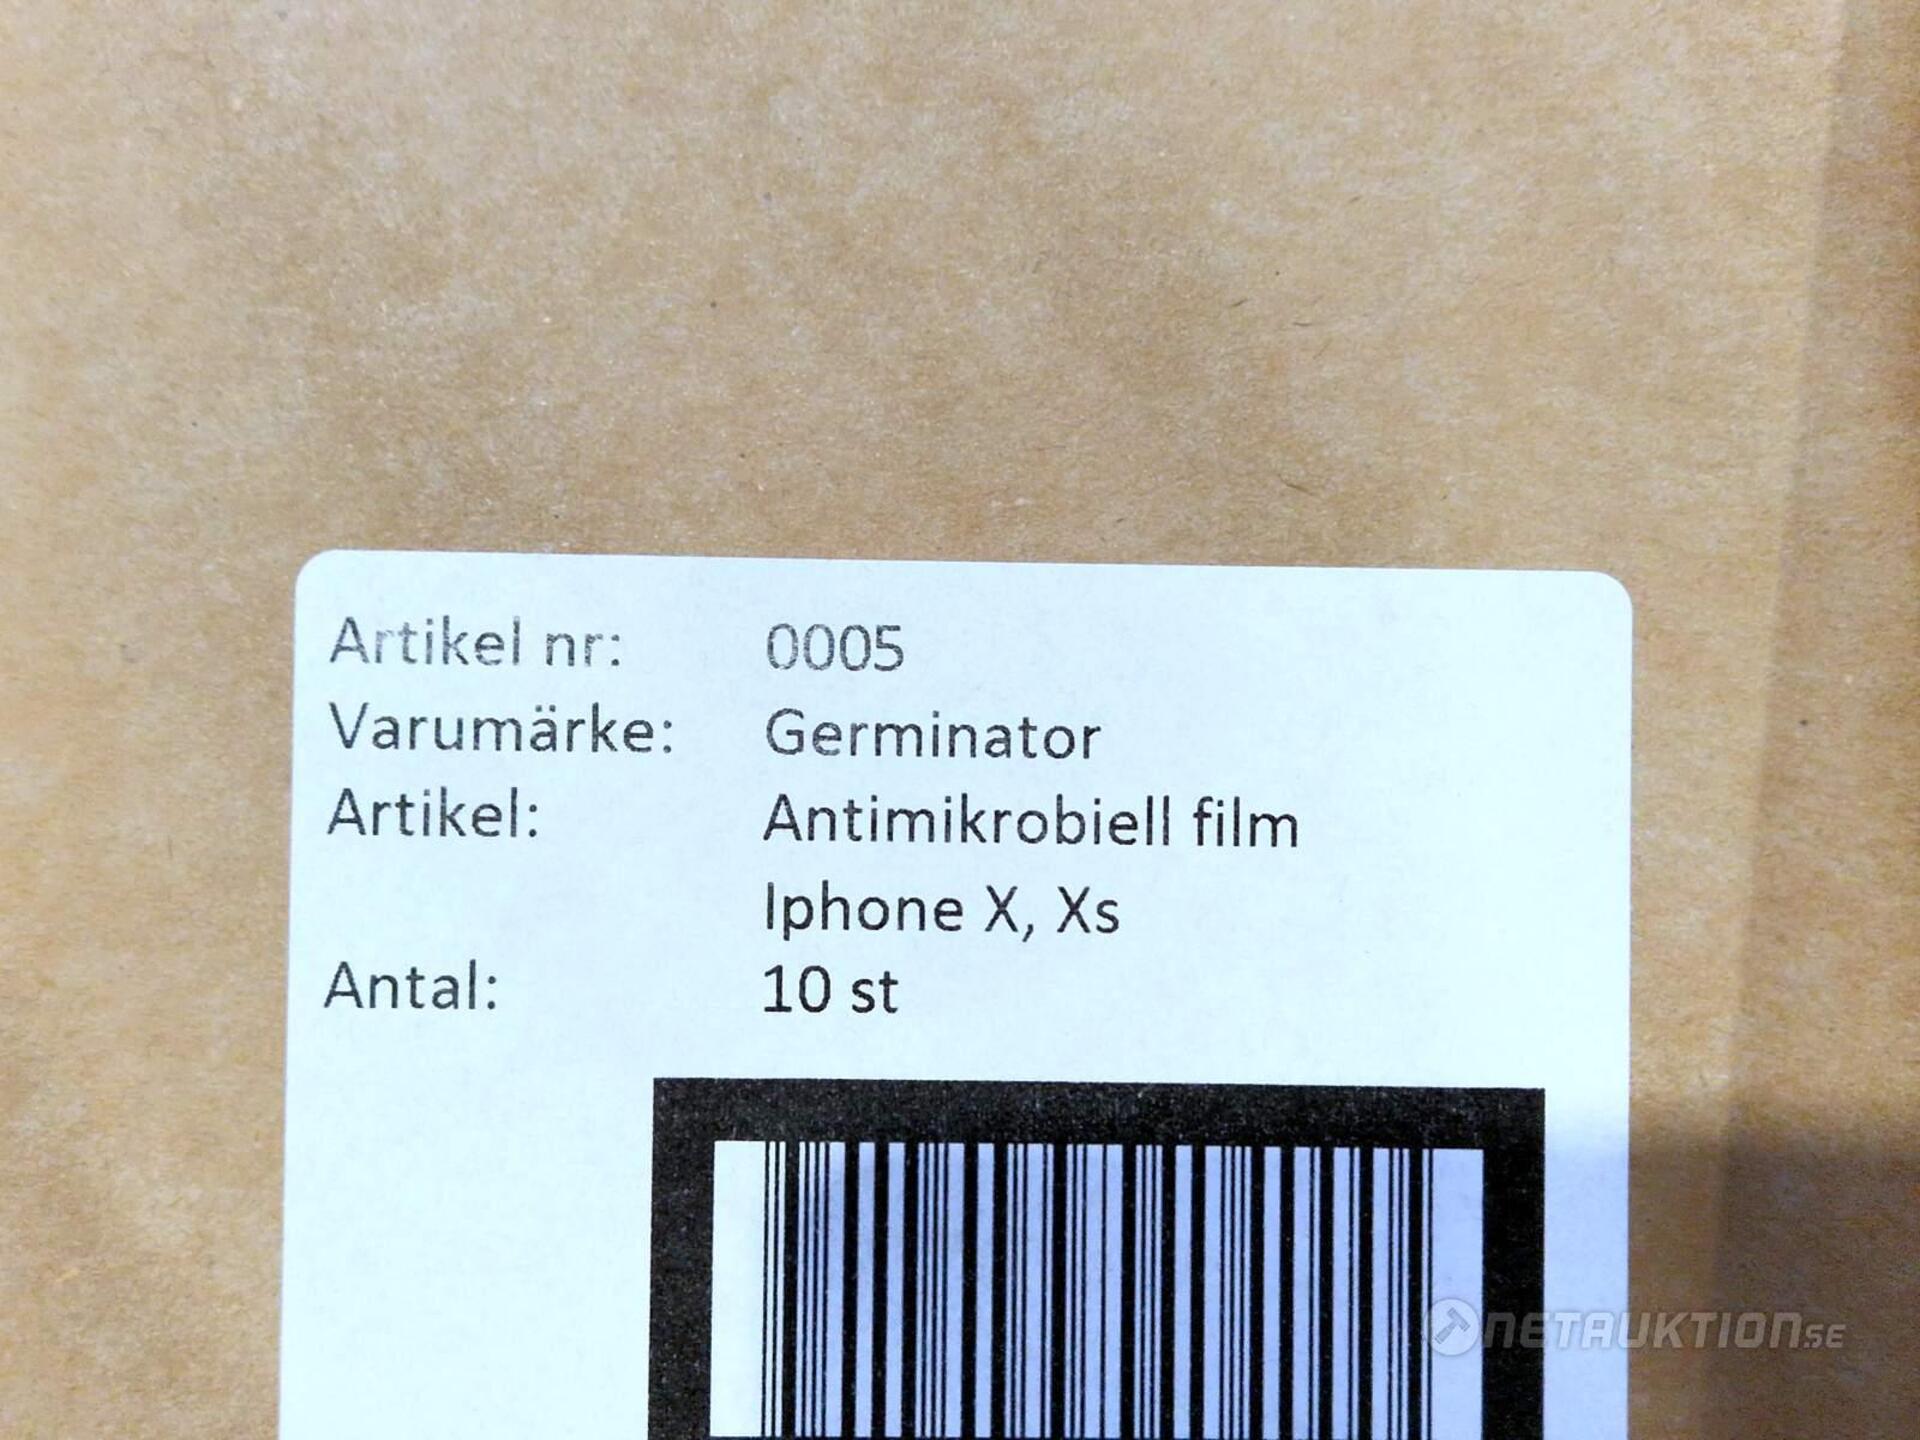 Artikel nr: 0005
Varumärke: Germinator
Artikel: Antimikrobiell film
Iphone X, Xs
Antal: 10 st
NETAUKTION.SE